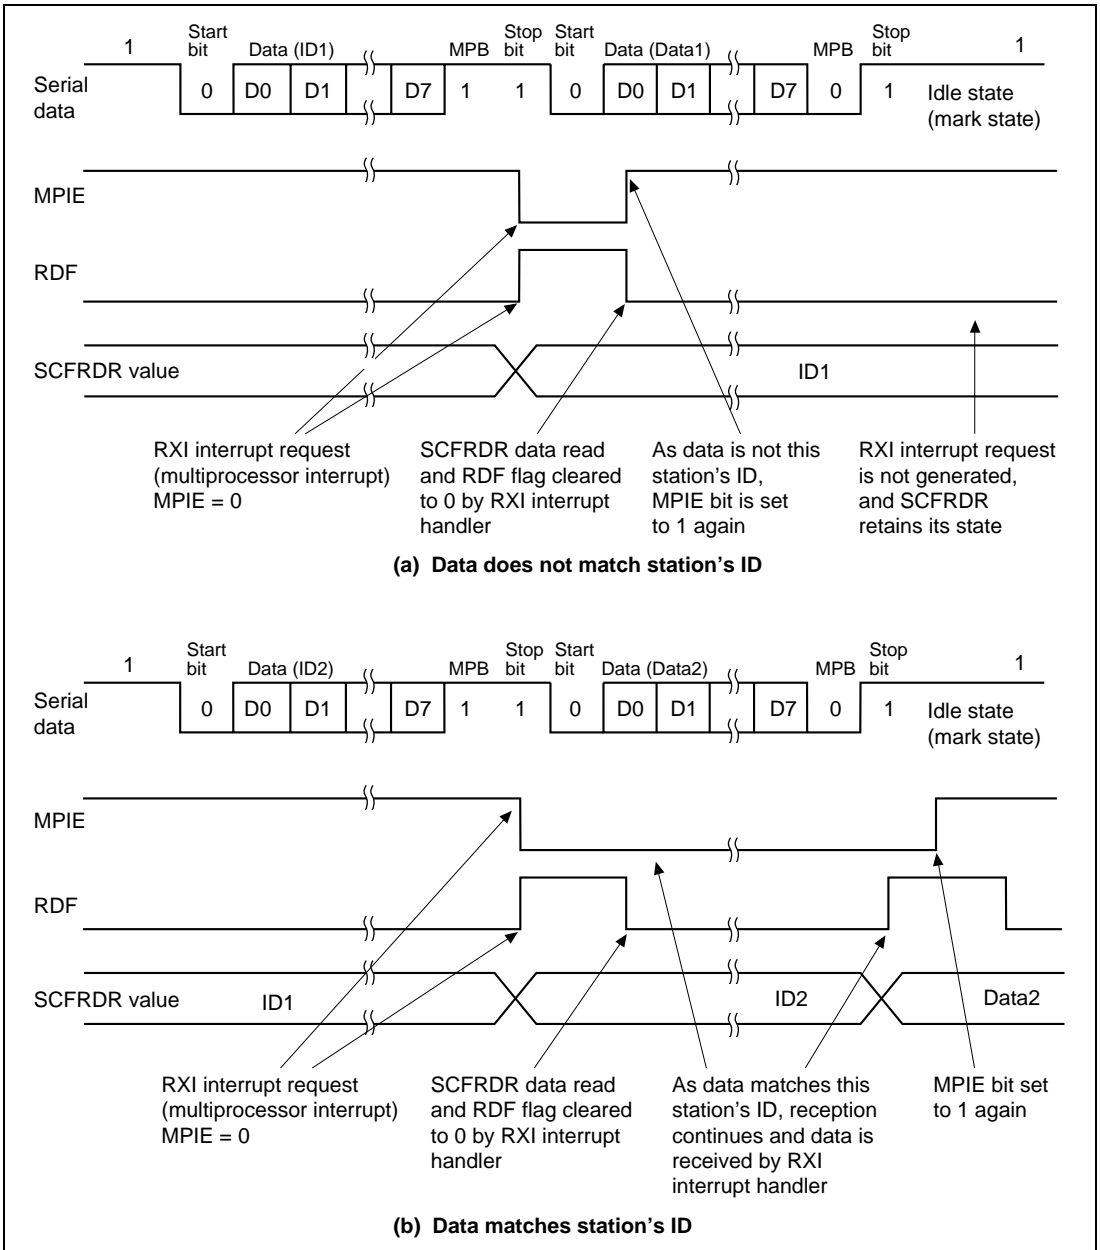 Start
bit
Stop
bit
Start
bit
Stop
bit
1 Data (ID1) MPB Data (Data1) MPB 1
Serial
data
0 D0 D1 D7 1 1 0 D0 D1 D7 0 1
Idle state
(mark state)
MPIE
RDF
SCFRDR value
ID1
RXI interrupt request
(multiprocessor interrupt)
MPIE = 0
SCFRDR data read
and RDF flag cleared
to 0 by RXI interrupt
handler
As data is not this
station's ID,
MPIE bit is set
to 1 again
RXI interrupt request
is not generated,
and SCFRDR
retains its state
(a) Data does not match station's ID
Start
bit
Stop
bit
Start
bit
Stop
bit
1 Data (ID2) MPB Data (Data2) MPB 1
Serial
data
0 D0 D1 D7 1 1 0 D0 D1 D7 0 1
Idle state
(mark state)
MPIE
RDF
SCFRDR value
ID1 ID2 Data2
RXI interrupt request
(multiprocessor interrupt)
MPIE = 0
SCFRDR data read
and RDF flag cleared
to 0 by RXI interrupt
handler
As data matches this
station's ID, reception
continues and data is
received by RXI
interrupt handler
MPIE bit set
to 1 again
(b) Data matches station's ID